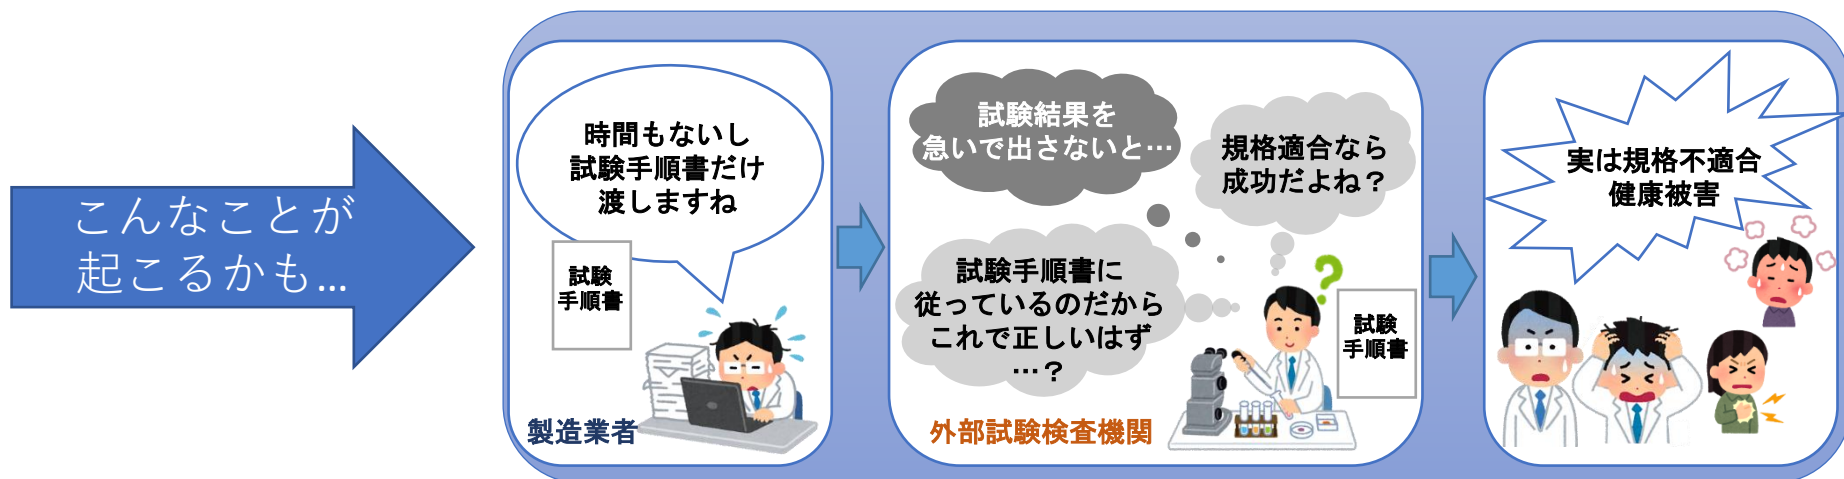 こんなことが
起こるかも…
時間もないし
試験手順書だけ
渡しますね
試験
手順書
製造業者
試験結果を
急いで出さないと…
規格適合なら
成功だよね？
試験手順書に
従っているのだから
これで正しいはず
…？
試験
手順書
外部試験検査機関
実は規格不適合
健康被害